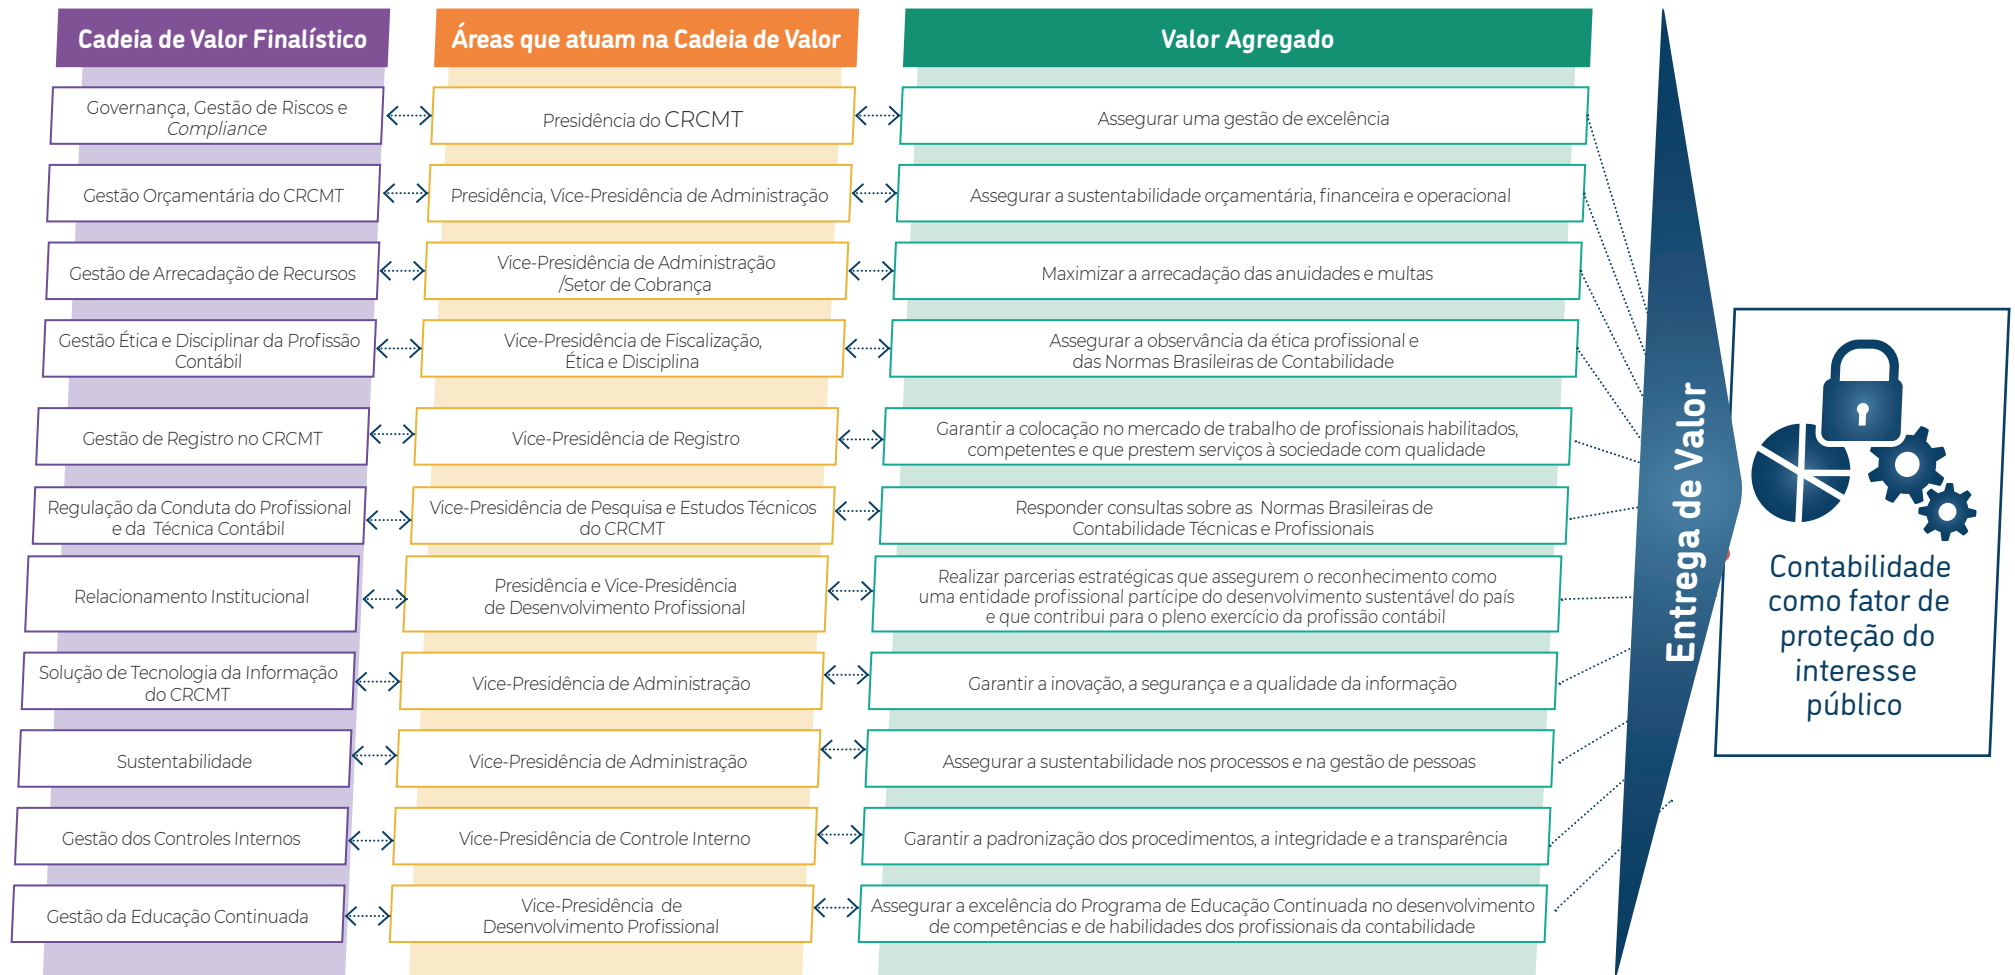 Cadeia de Valor Finalístico
Áreas que atuam na Cadeia de Valor
Valor Agregado
Governança, Gestão de Riscos e
Compliance
Presidência do CRCMT
Assegurar uma gestão de excelência
Gestão Orçamentária do CRCMT
Presidência, Vice-Presidência de Administração
Assegurar a sustentabilidade orçamentária, financeira e operacional
Gestão de Arrecadação de Recursos
Vice-Presidência de Administração
/Setor de Cobrança
Maximizar a arrecadação das anuidades e multas
Gestão Ética e Disciplinar da Profissão
Contábil
Vice-Presidência de Fiscalização,
Ética e Disciplina
Assegurar a observância da ética profissional e
das Normas Brasileiras de Contabilidade
Gestão de Registro no CRCMT
Vice-Presidência de Registro
Garantir a colocação no mercado de trabalho de profissionais habilitados,
competentes e que prestem serviços à sociedade com qualidade
Regulação da Conduta do Profissional
e da Técnica Contábil
Vice-Presidência de Pesquisa e Estudos Técnicos
do CRCMT
Responder consultas sobre as Normas Brasileiras de
Contabilidade Técnicas e Profissionais
Relacionamento Institucional
Presidência e Vice-Presidência
de Desenvolvimento Profissional
Realizar parcerias estratégicas que assegurem o reconhecimento como
uma entidade profissional partícipe do desenvolvimento sustentável do país
e que contribui para o pleno exercício da profissão contábil
Solução de Tecnologia da Informação
do CRCMT
Vice-Presidência de Administração
Garantir a inovação, a segurança e a qualidade da informação
Sustentabilidade
Vice-Presidência de Administração
Assegurar a sustentabilidade nos processos e na gestão de pessoas
Gestão dos Controles Internos
Vice-Presidência de Controle Interno
Garantir a padronização dos procedimentos, a integridade e a transparência
Gestão da Educação Continuada
Vice-Presidência de
Desenvolvimento Profissional
Assegurar a excelência do Programa de Educação Continuada no desenvolvimento
de competências e de habilidades dos profissionais da contabilidade
Entrega de Valor
Contabilidade
como fator de
proteção do
interesse
público